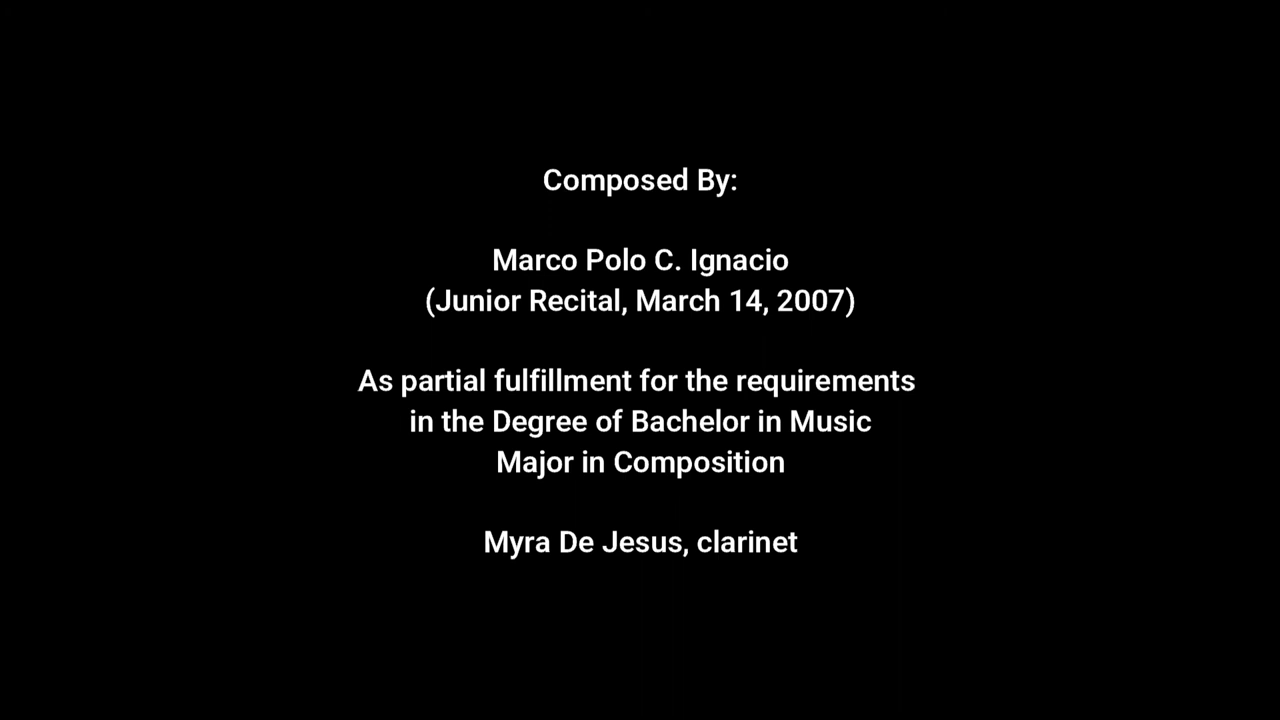 Composed By:
Marco Polo C. Ignacio
(Junior Recital, March 14, 2007)
As partial fulfillment for the requirements
in the Degree of Bachelor in Music
Major in Composition
Myra De Jesus, clarinet